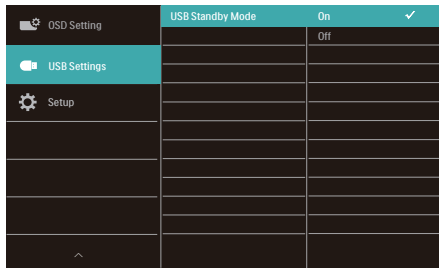 OSD Setting
USB Settings
Setup
USB Standby Mode
On
Off